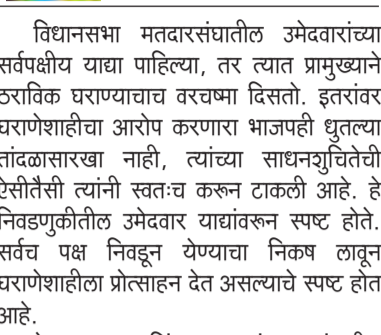 विधानसभा मतदारसंघातील उमेदवारांच्या
सर्वपक्षीय याद्या पाहिल्या, तर त्यात प्रामुख्याने
ठराविक घराण्याचाच वरचष्मा दिसतो. इतरांवर
घराणेशाहीचा आरोप करणारा भाजपही धुतल्या
तांदळासारखा नाही, त्यांच्या साधनशुचितेची
ऐसीतैसी त्यांनी स्वतःच करून टाकली आहे. हे
निवडणुकीतील उमेदवार याद्यांवरून स्पष्ट होते.
सर्वच पक्ष निवडून येण्याचा निकष लावून
घराणेशाहीला प्रोत्साहन देत असल्याचे स्पष्ट होत
आहे.